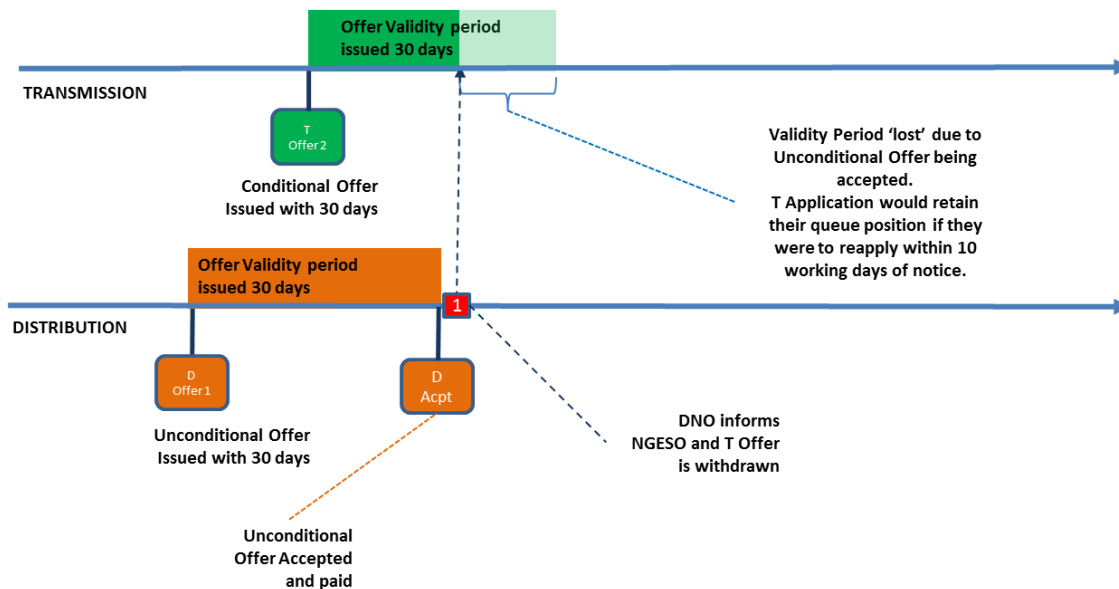 Offer Validity period
issued 30 days
TRANSMISSION
T
Offer 2
Conditional Offer
Issued with 30 days
Validity Period ‘lost’ due to
Unconditional Offer being
accepted.
T Application would retain
their queue position if they
were to reapply within 10
working days of notice.
Offer Validity period
issued 30 days
1
DISTRIBUTION
D
Offer 1
D
Acpt
Unconditional Offer
Issued with 30 days
DNO informs
NGESO and T Offer
is withdrawn
Unconditional
Offer Accepted
and paid